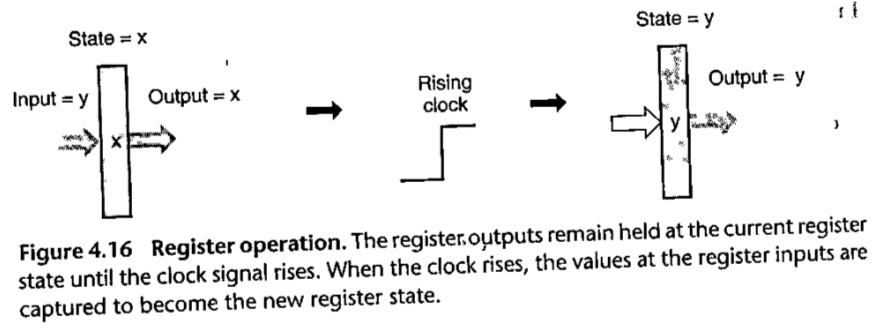 State = x
State = y
Input = y
Output = x
Rising
clock
Output = y
x
y
Figure 4.16 Register operation. The register outputs remain held at the current register
state until the clock signal rises. When the clock rises, the values at the register inputs are
captured to become the new register state.